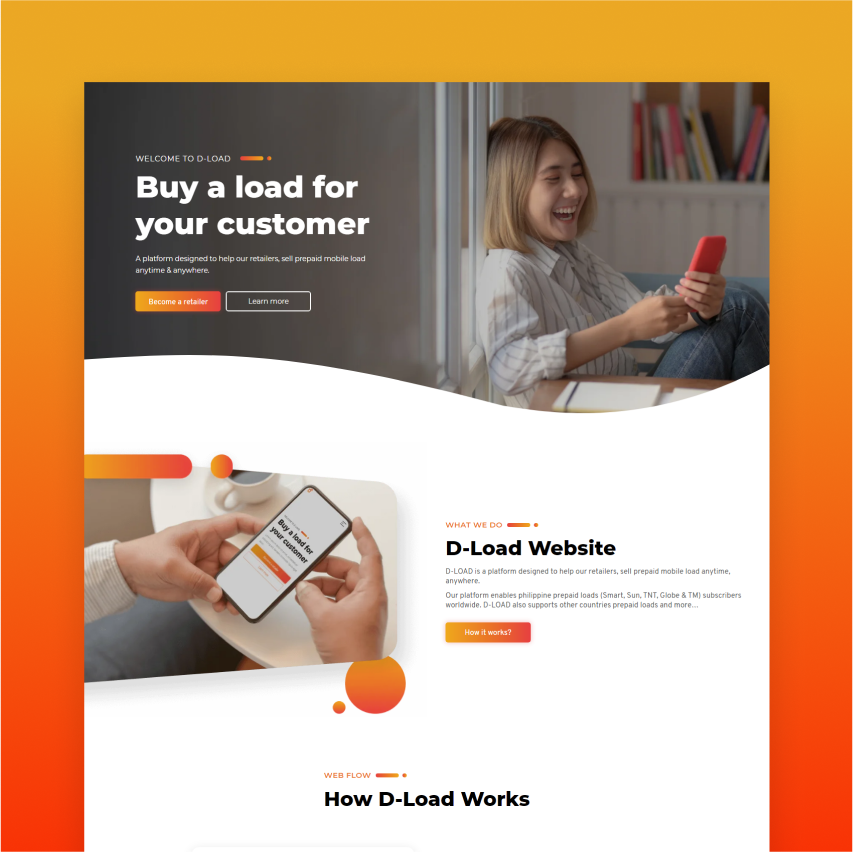 WELCOME TO D-LOAD
Buy a load for
your customer
A platform designed to help our retailers, sell prepaid mobile load
anytime & anywhere.
Become a retailer
Learn more
Buy a load for
your customer
WHAT WE DO
D-Load Website
D-LOAD is a platform designed to help our retailers, sell prepaid mobile load anytime,
anywhere.
Our platform enables philippine prepaid loads (Smart, Sun, TNT, Globe & TM) subscribers
worldwide. D-LOAD also supports other countries prepaid loads and more...
How it works?
WEB FLOW
How D-Load Works